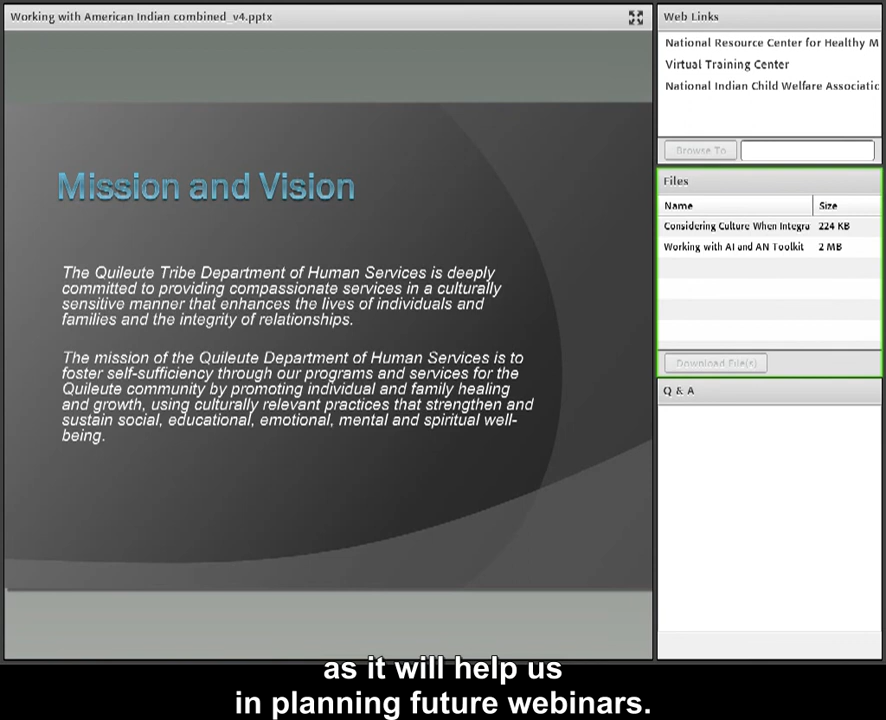 Working with American Indian combined_v4.pptx
Mission and Vision
The Quileute Tribe Department of Human Services is deeply
committed to providing compassionate services in a culturally
sensitive manner that enhances the lives of individuals and
families and the integrity of relationships.
The mission of the Quileute Department of Human Services is to
foster self-sufficiency through our programs and services for the
Quileute community by promoting individual and family healing
and growth, using culturally relevant practices that strengthen and
sustain social, educational, emotional, mental and spiritual well-
being.
Web Links
National Resource Center for Healthy M
Virtual Training Center
National Indian Child Welfare Associatic
Browse To
Files
Name Size
Considering Culture When Integra 224 KB
Working with AI and AN Toolkit 2 MB
Download File(s)
Q & A
as it will help us
in planning future webinars.